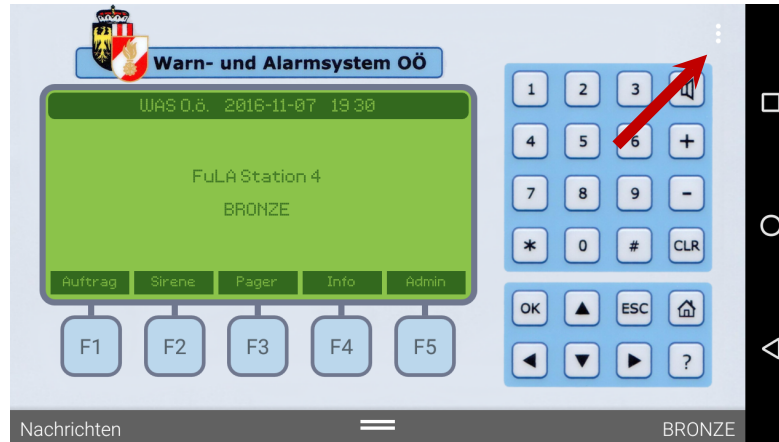 Warn- und Alarmsystem OÖ
WAS O.ö. 2016-11-07 19 30
FuLA Station 4
BRONZE
Auftrag Sirene Pager Info Admin
F1 F2 F3 F4 F5
1 2 3
4 5 6 +
7 8 9 -
* 0 # CLR
OK ESC
?
Nachrichten BRONZE